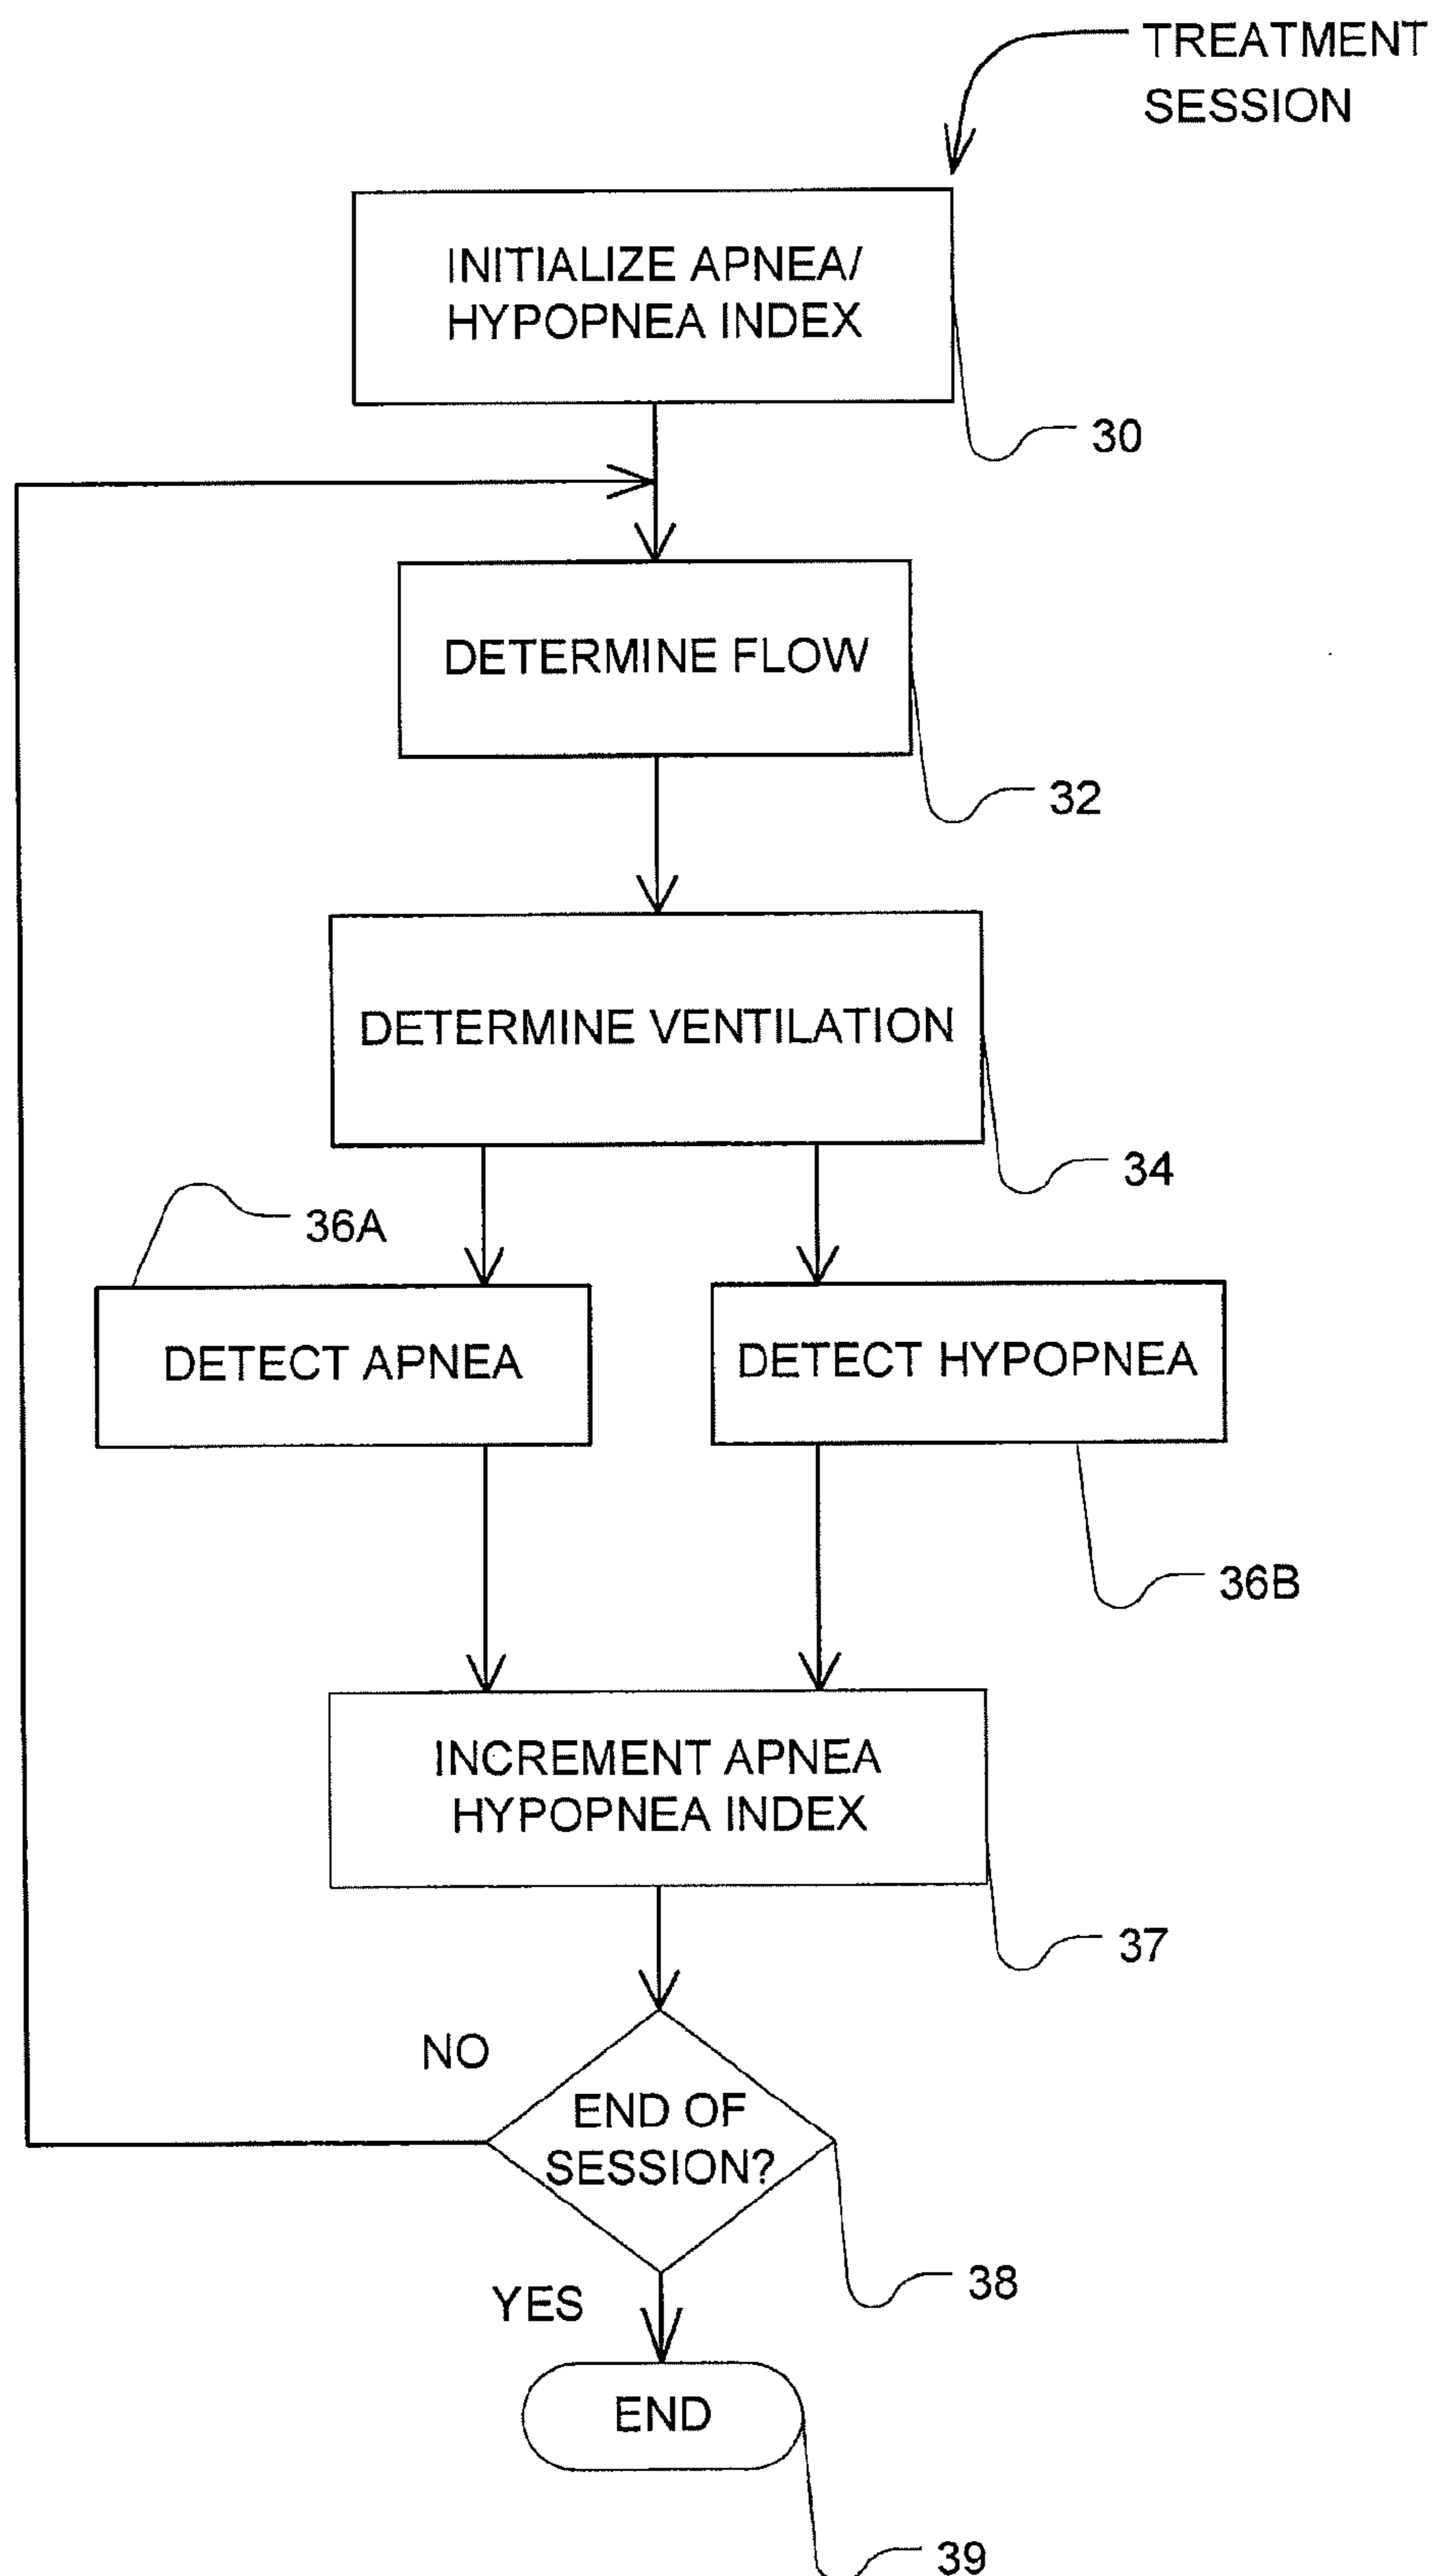 TREATMENT
SESSION
INITIALIZE APNEA/
HYPOPNEA INDEX
30
DETERMINE FLOW
32
DETERMINE VENTILATION
34
36A
DETECT APNEA
DETECT HYPOPNEA
36B
INCREMENT APNEA
HYPOPNEA INDEX
37
NO
END OF
SESSION?
38
YES
END
39